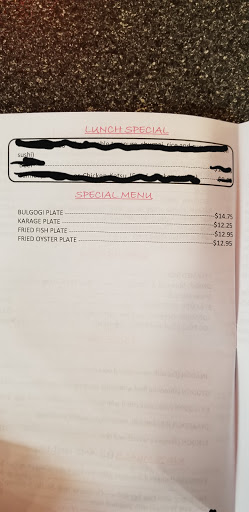 LUNCH SPECIAL
sushi)
SPECIAL MENU
BULGOGI PLATE $14.75
KARAGE PLATE $12.25
FRIED FISH PLATE $12.95
FRIED OYSTER PLATE $12.95